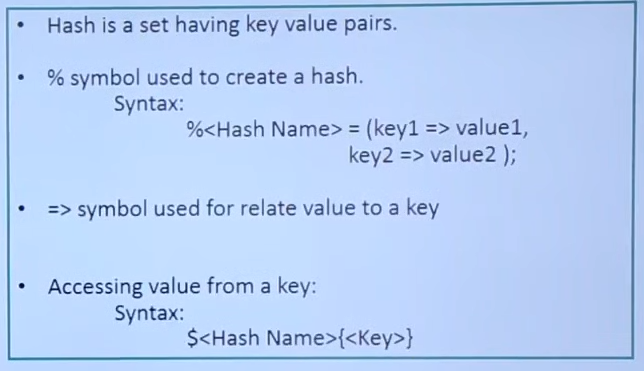 • Hash is a set having key value pairs.
• % symbol used to create a hash.
Syntax:
%<Hash Name> = (key1 => value1,
key2 => value2 );
• => symbol used for relate value to a key
• Accessing value from a key:
Syntax:
$<Hash Name>{<Key>}